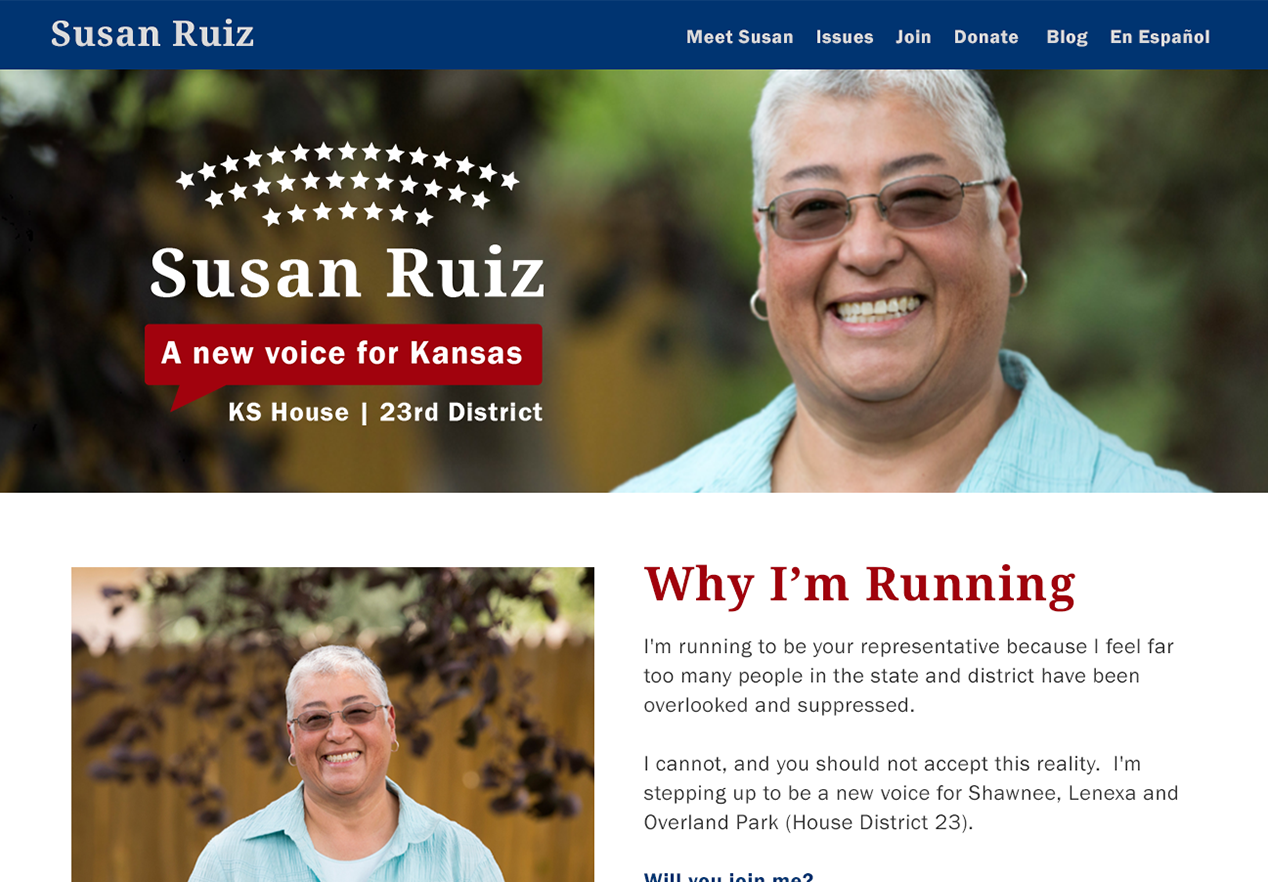 Susan Ruiz
Meet Susan Issues Join Donate Blog En Español
Susan Ruiz
A new voice for Kansas
KS House | 23rd District
Why I’m Running
I'm running to be your representative because I feel far
too many people in the state and district have been
overlooked and suppressed.
I cannot, and you should not accept this reality.  I'm
stepping up to be a new voice for Shawnee, Lenexa and
Overland Park (House District 23).
Will you join me?